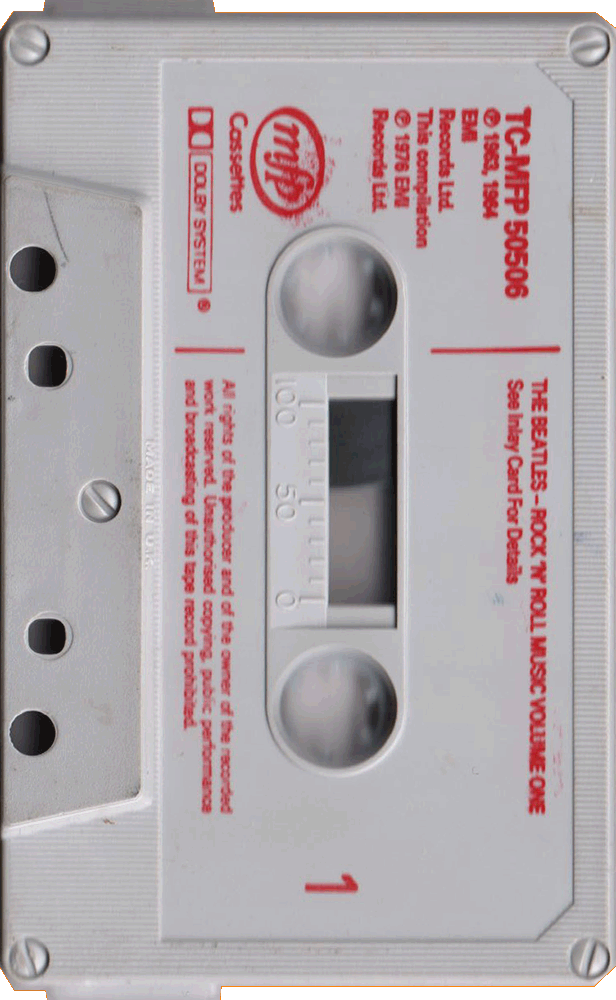 TC-MFP 50506
℗ 1963, 1964
EMI
Records Ltd.
This compilation
℗ 1976 EMI
Records Ltd.
mfp
Cassettes
DOLBY SYSTEM ®
THE BEATLES – ROCK 'N' ROLL MUSIC VOLUME ONE
See Inlay Card For Details
100 50 0
All rights of the producer and of the owner of the recorded
work reserved. Unauthorised copying, public performance
and broadcasting of this tape record prohibited.
1
MADE IN U.K.